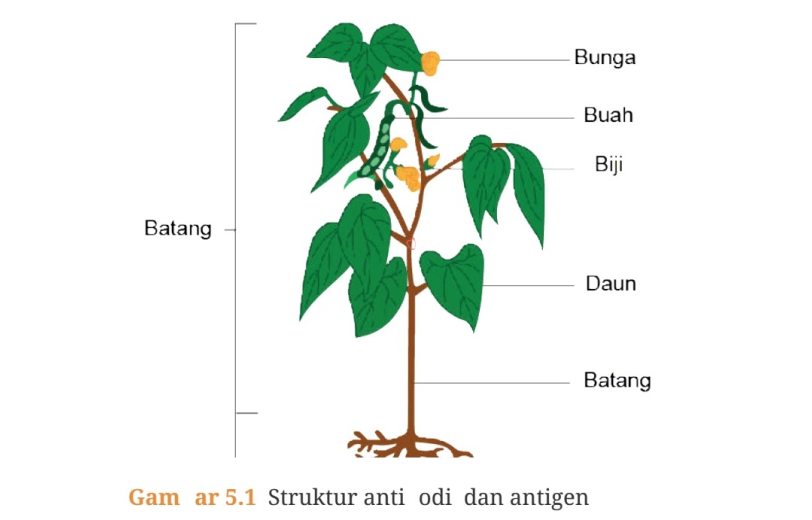 Bunga
Buah
Biji
Batang
Daun
Batang
Gam ar 5.1 Struktur anti odi dan antigen